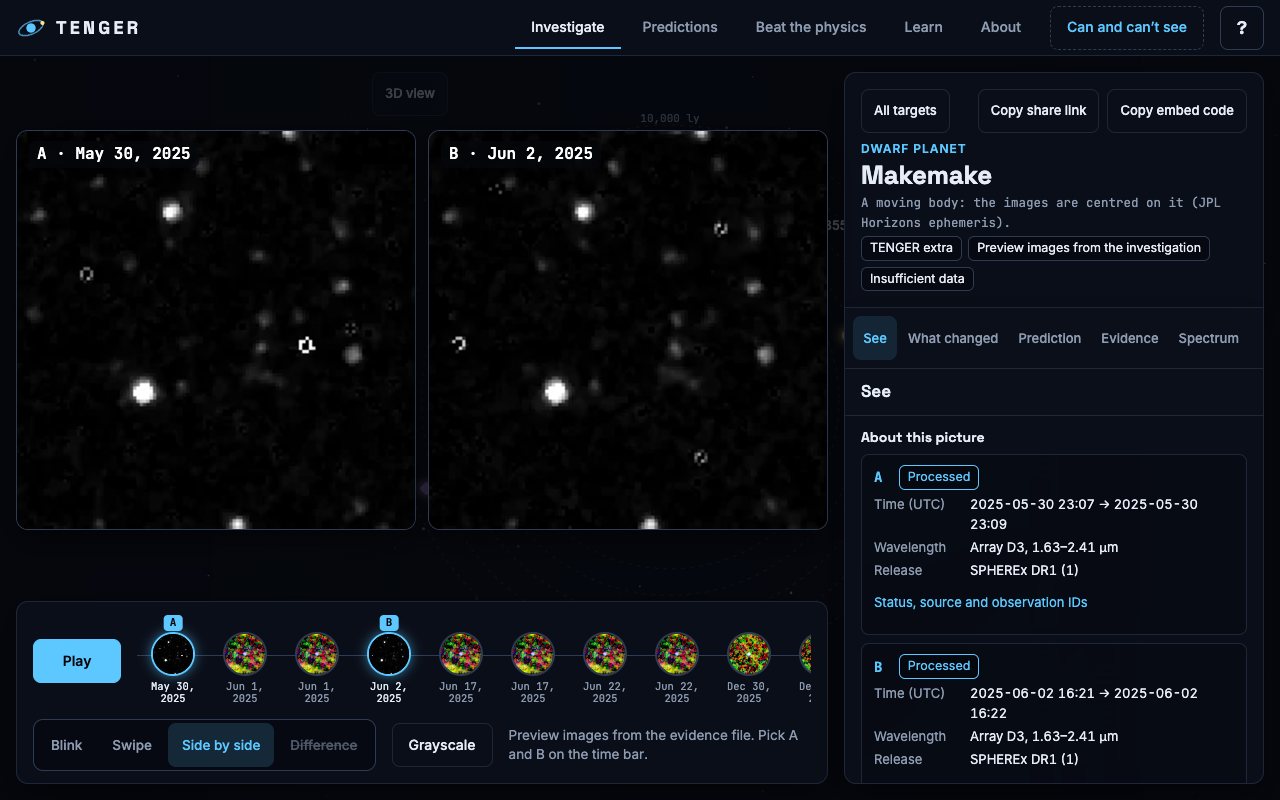 TENGER
Investigate
Predictions
Beat the physics
Learn
About
Can and can't see
?
3D view
10,000 ly
A · May 30, 2025
B · Jun 2, 2025
All targets
Copy share link
Copy embed code
DWARF PLANET
Makemake
A moving body: the images are centred on it (JPL
Horizons ephemeris).
TENGER extra
Preview images from the investigation
Insufficient data
See
What changed
Prediction
Evidence
Spectrum
See
About this picture
A Processed
Time (UTC) 2025-05-30 23:07 → 2025-05-30
23:09
Wavelength Array D3, 1.63–2.41 µm
Release SPHEREx DR1 (1)
Status, source and observation IDs
B Processed
Time (UTC) 2025-06-02 16:21 → 2025-06-02
16:22
Wavelength Array D3, 1.63–2.41 µm
Release SPHEREx DR1 (1)
Play
A
B
May 30,
2025
Jun 1,
2025
Jun 1,
2025
Jun 2,
2025
Jun 17,
2025
Jun 17,
2025
Jun 22,
2025
Jun 22,
2025
Dec 30,
2025
Blink
Swipe
Side by side
Difference
Grayscale
Preview images from the evidence file. Pick A
and B on the time bar.